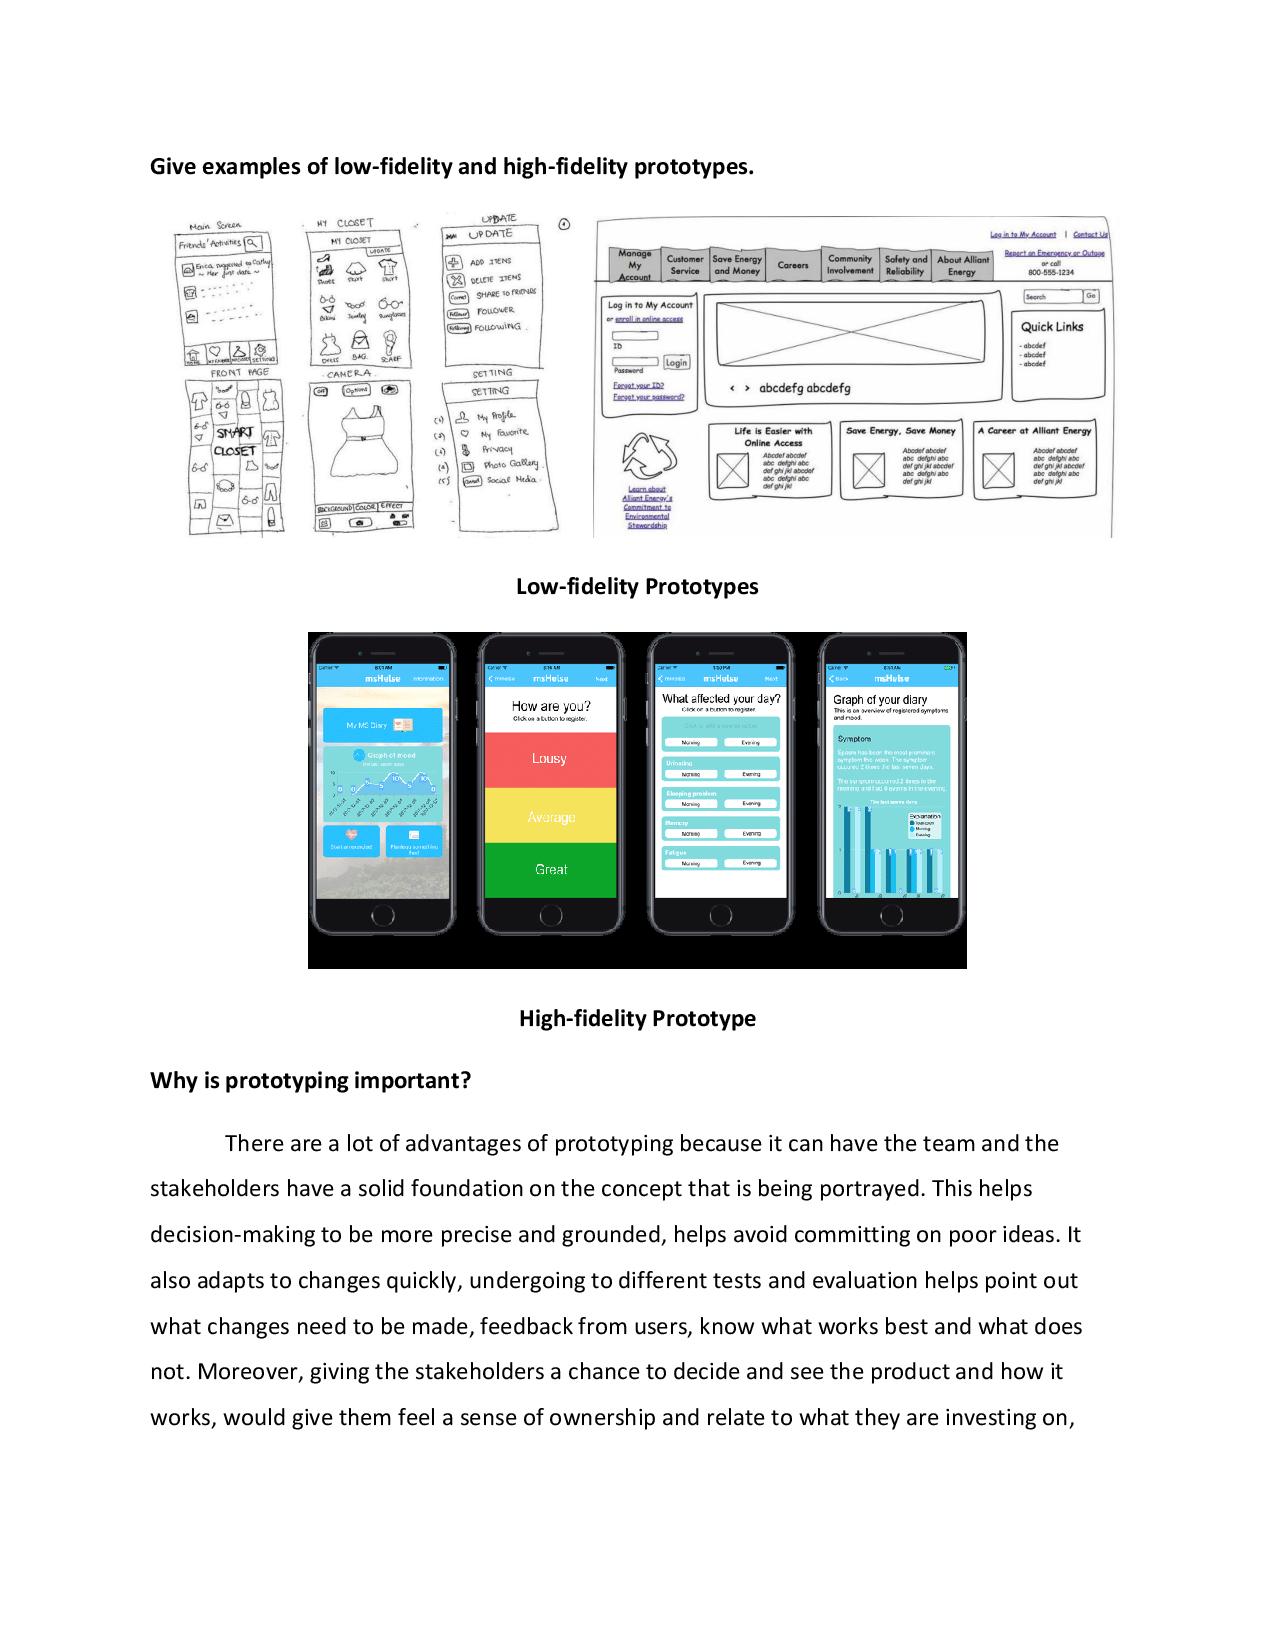 Give examples of low-fidelity and high-fidelity prototypes.
Main Screen
Friends' Activities
Erica suggested to Cathy
~ Her first date ~
SETTINGS
FRONT PAGE
SMART
CLOSET
MY CLOSET
MY CLOSET
UPDATE
Shoes Skirt Shirt
Bikini Jewelry Sunglasses
DRESS BAG SCARF
CAMERA
Off Options
BACKGROUND COLOR EFFECT
UPDATE
UPDATE
ADD ITEMS
DELETE ITEMS
SHARE TO FRIENDS
FOLLOWER
FOLLOWING
SETTING
SETTING
(1) My Profile
(2) My Favorite
Privacy
(4) Photo Gallery
(5) Social Media
Log in to My Account | Contact Us
Manage My Account
Customer Service
Save Energy and Money
Careers
Community Involvement
Safety and Reliability
About Alliant Energy
Report an Emergency or Outage
or call
800-555-1234
Search Go
Log in to My Account
or enroll in online access
ID
Login
Password
Forgot your ID?
Forgot your password?
< > abcdefg abcdefg
Quick Links
- abcdef
- abcdef
- abcdef
Learn about
Alliant Energy's
Commitment to
Environmental
Stewardship
Life is Easier with
Online Access
Abcdef abcdef
abc defghi abc
def ghi jkl abcdef
abc defghi abc
def ghi jkl
Save Energy, Save Money
Abcdef abcdef
abc defghi abc
def ghi jkl abcdef
abc defghi abc
def ghi jkl
A Career at Alliant Energy
Abcdef abcdef
abc defghi abc
def ghi jkl abcdef
abc defghi abc
def ghi jkl
Low-fidelity Prototypes
msHelse Information
My MS Diary
Graph of mood
msHelse Next
How are you?
Click on a button to register.
Lousy
Average
Great
msHelse Next
What affected your day?
Click on a button to register.
Morning Evening
Urinating
Morning Evening
Sleeping problem
Morning Evening
Memory
Morning Evening
Fatigue
Morning Evening
Back msHelse
Graph of your diary
This is an overview of registered symptoms
and mood.
Symptom
The last seven days
Explanation
Morning
Evening
High-fidelity Prototype
Why is prototyping important?
There are a lot of advantages of prototyping because it can have the team and the
stakeholders have a solid foundation on the concept that is being portrayed. This helps
decision-making to be more precise and grounded, helps avoid committing on poor ideas. It
also adapts to changes quickly, undergoing to different tests and evaluation helps point out
what changes need to be made, feedback from users, know what works best and what does
not. Moreover, giving the stakeholders a chance to decide and see the product and how it
works, would give them feel a sense of ownership and relate to what they are investing on,